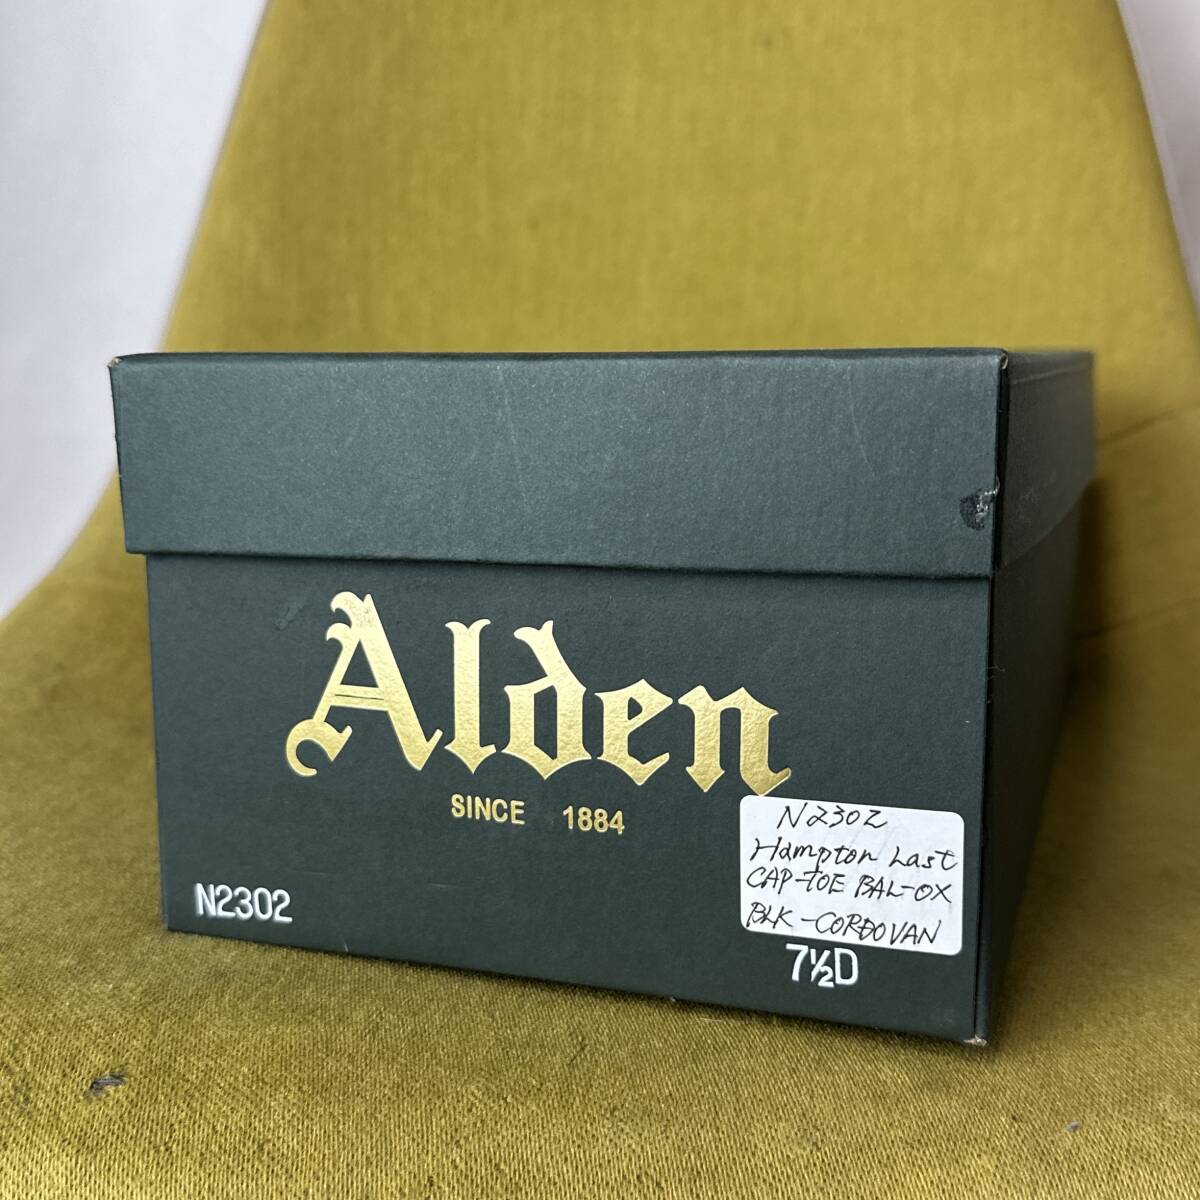 Alden
SINCE 1884
N2302
Hampton Last
CAP-TOE BAL-OX
BLK-CORDOVAN
N2302
7½D